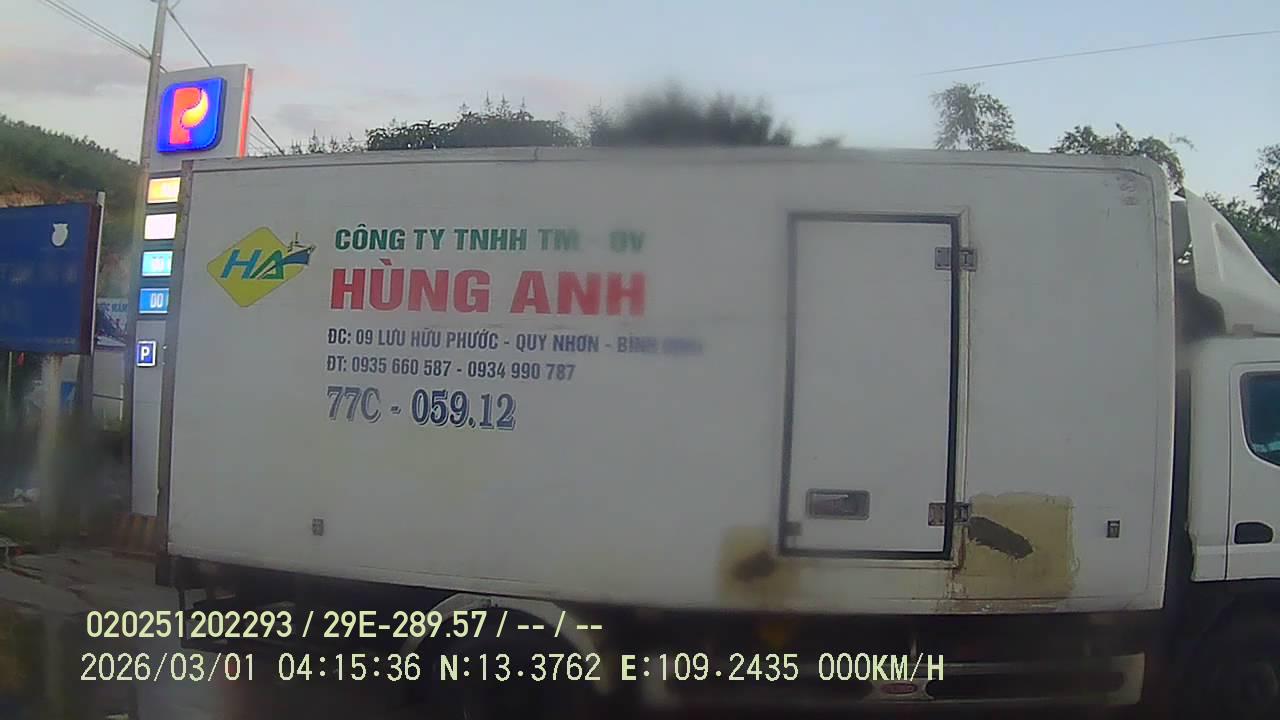 P
P
00
HA
CÔNG TY TNHH TM - DV
HÙNG ANH
ĐC: 09 LƯU HỮU PHƯỚC - QUY NHƠN - BÌNH
ĐT: 0935 660 587 - 0934 990 787
77C - 059.12
020251202293 / 29E-289.57 / -- / --
2026/03/01 04:15:36 N:13.3762 E:109.2435 000KM/H